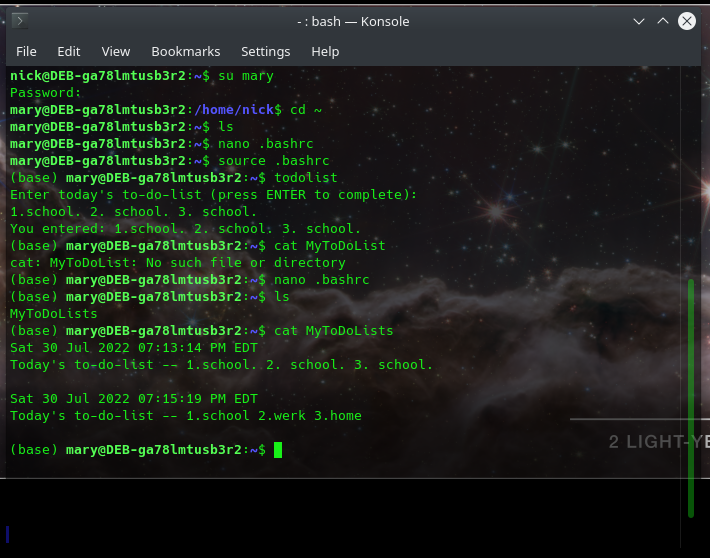 - : bash — Konsole
File Edit View Bookmarks Settings Help
nick@DEB-ga78lmtusb3r2:~$ su mary
Password:
mary@DEB-ga78lmtusb3r2:/home/nick$ cd ~
mary@DEB-ga78lmtusb3r2:~$ ls
mary@DEB-ga78lmtusb3r2:~$ nano .bashrc
mary@DEB-ga78lmtusb3r2:~$ source .bashrc
(base) mary@DEB-ga78lmtusb3r2:~$ todolist
Enter today's to-do-list (press ENTER to complete):
1.school. 2. school. 3. school.
You entered: 1.school. 2. school. 3. school.
(base) mary@DEB-ga78lmtusb3r2:~$ cat MyToDoList
cat: MyToDoList: No such file or directory
(base) mary@DEB-ga78lmtusb3r2:~$ nano .bashrc
(base) mary@DEB-ga78lmtusb3r2:~$ ls
MyToDoLists
(base) mary@DEB-ga78lmtusb3r2:~$ cat MyToDoLists
Sat 30 Jul 2022 07:13:14 PM EDT
Today's to-do-list -- 1.school. 2. school. 3. school.
Sat 30 Jul 2022 07:15:19 PM EDT
Today's to-do-list -- 1.school 2.werk 3.home
(base) mary@DEB-ga78lmtusb3r2:~$
2 LIGHT-YE